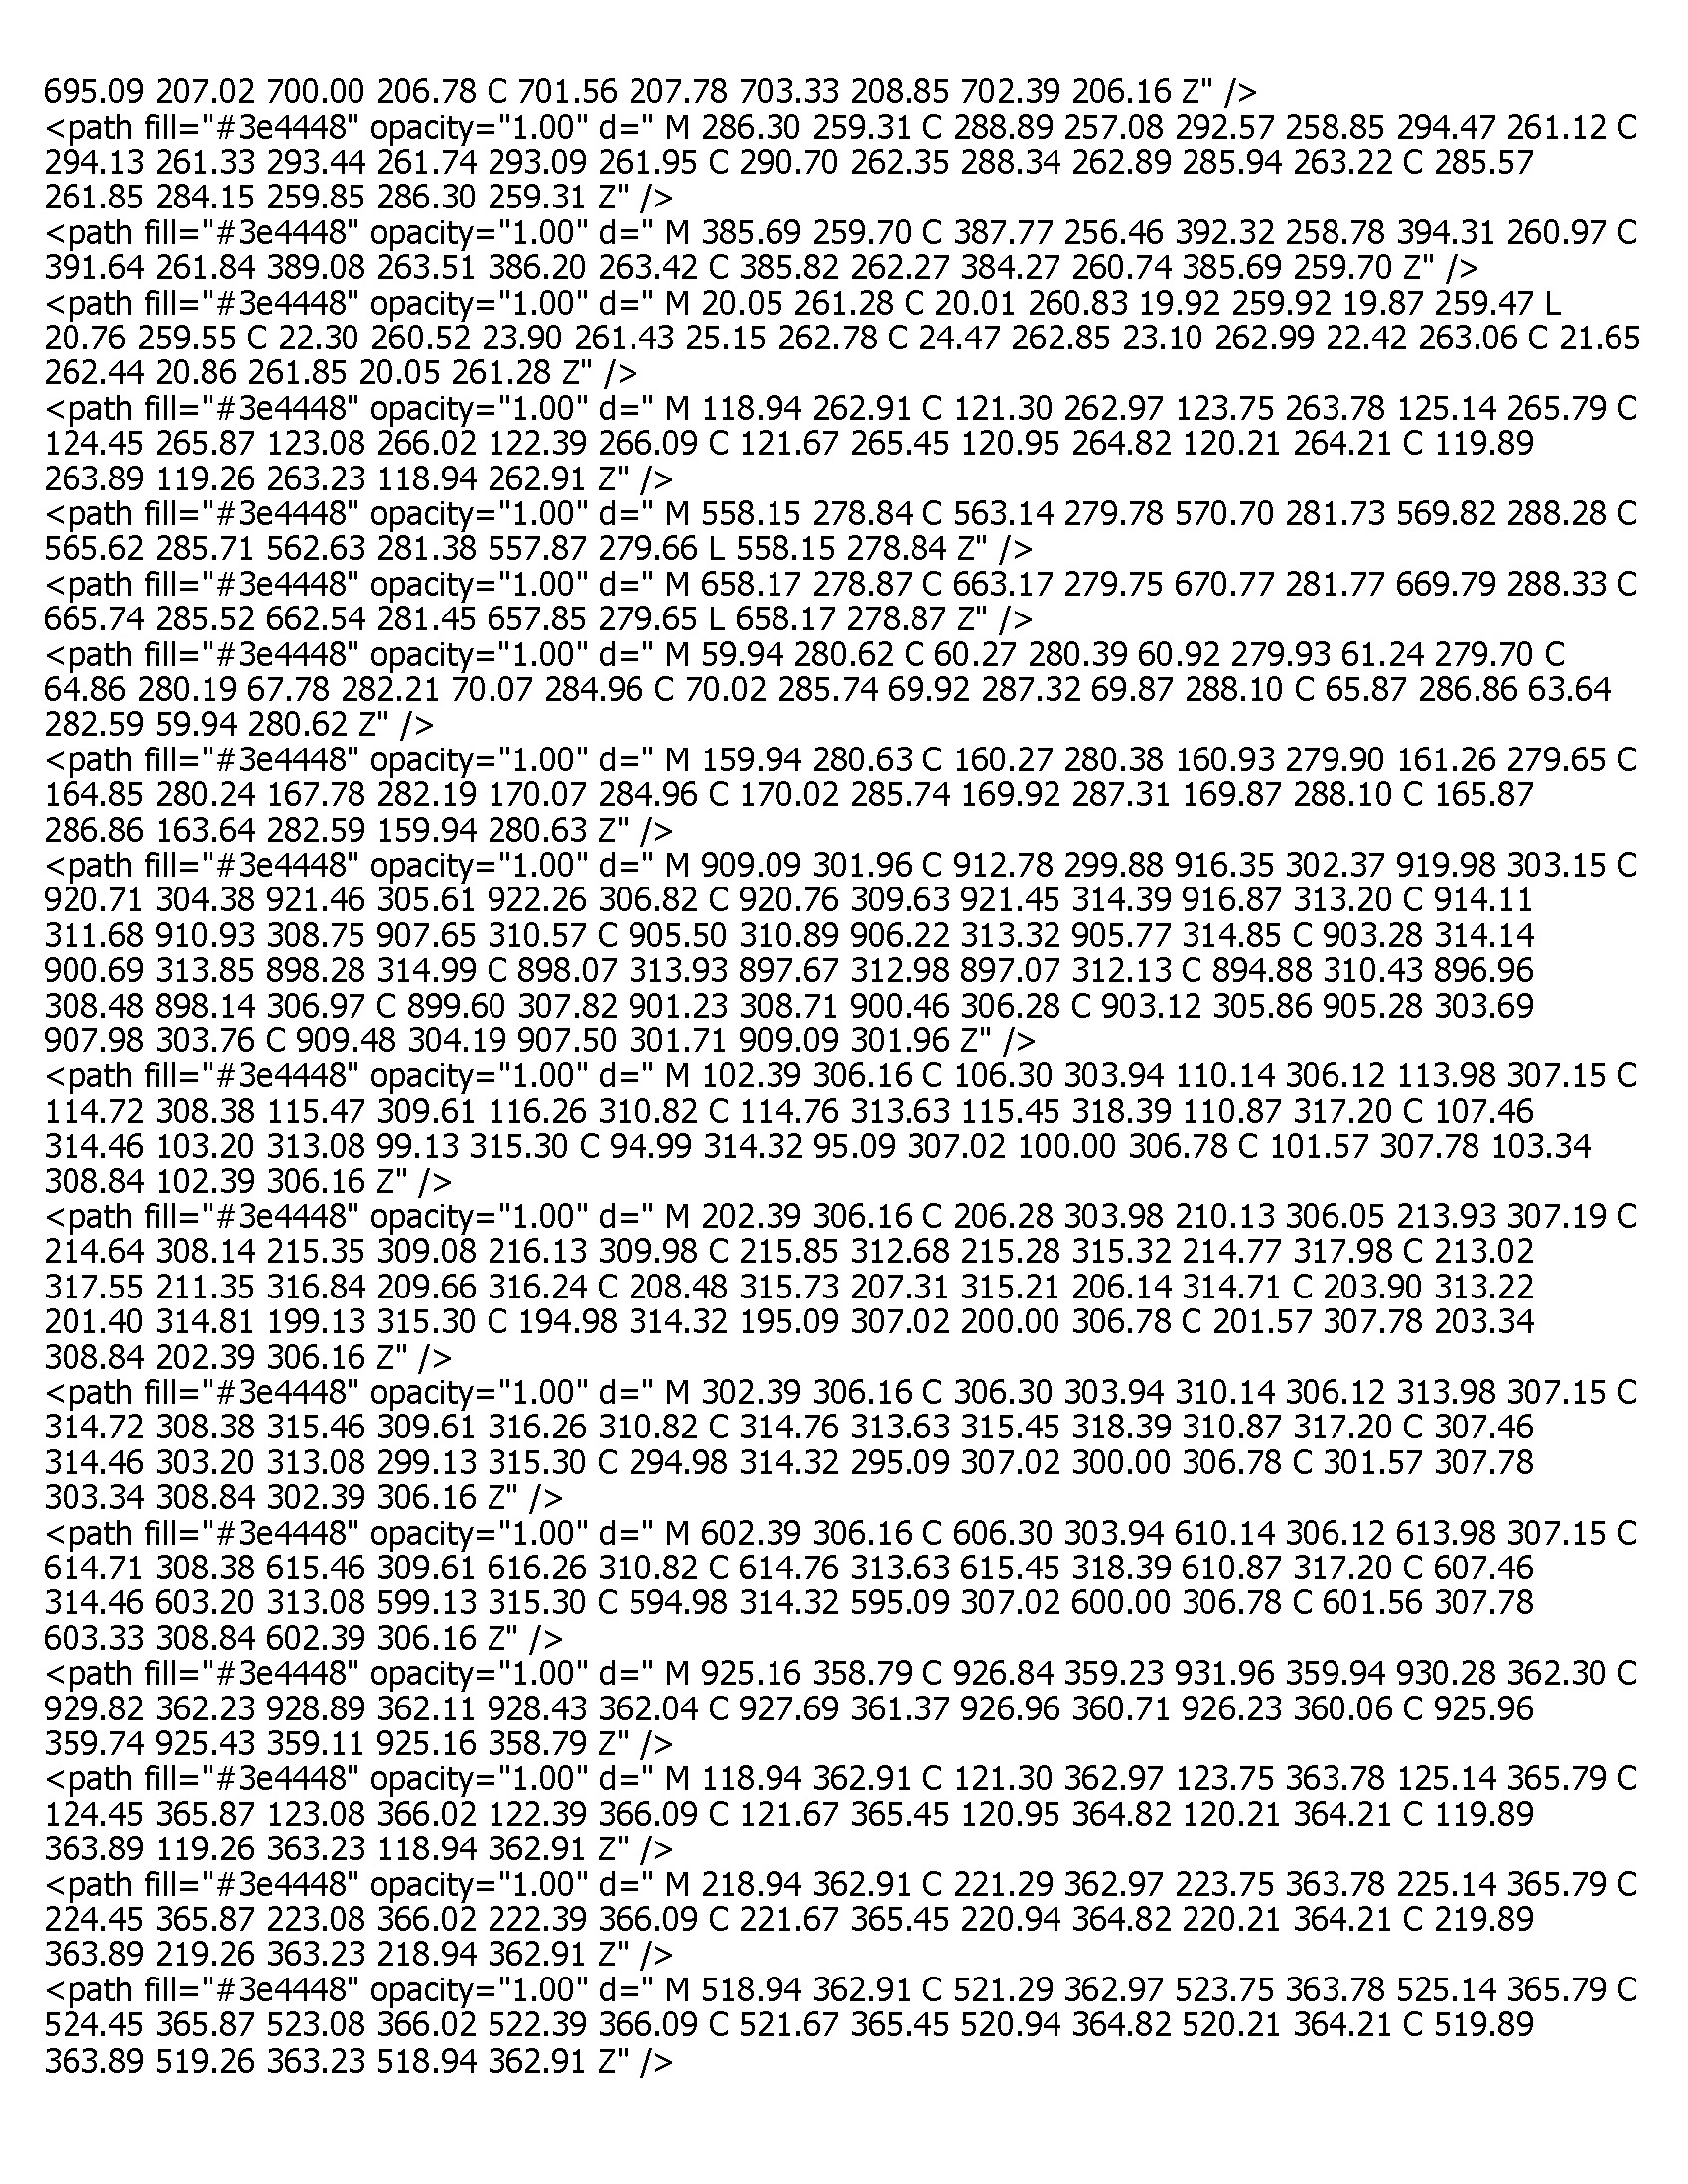 695.09 207.02 700.00 206.78 C 701.56 207.78 703.33 208.85 702.39 206.16 Z" />
<path fill="#3e4448" opacity="1.00" d=" M 286.30 259.31 C 288.89 257.08 292.57 258.85 294.47 261.12 C
294.13 261.33 293.44 261.74 293.09 261.95 C 290.70 262.35 288.34 262.89 285.94 263.22 C 285.57
261.85 284.15 259.85 286.30 259.31 Z" />
<path fill="#3e4448" opacity="1.00" d=" M 385.69 259.70 C 387.77 256.46 392.32 258.78 394.31 260.97 C
391.64 261.84 389.08 263.51 386.20 263.42 C 385.82 262.27 384.27 260.74 385.69 259.70 Z" />
<path fill="#3e4448" opacity="1.00" d=" M 20.05 261.28 C 20.01 260.83 19.92 259.92 19.87 259.47 L
20.76 259.55 C 22.30 260.52 23.90 261.43 25.15 262.78 C 24.47 262.85 23.10 262.99 22.42 263.06 C 21.65
262.44 20.86 261.85 20.05 261.28 Z" />
<path fill="#3e4448" opacity="1.00" d=" M 118.94 262.91 C 121.30 262.97 123.75 263.78 125.14 265.79 C
124.45 265.87 123.08 266.02 122.39 266.09 C 121.67 265.45 120.95 264.82 120.21 264.21 C 119.89
263.89 119.26 263.23 118.94 262.91 Z" />
<path fill="#3e4448" opacity="1.00" d=" M 558.15 278.84 C 563.14 279.78 570.70 281.73 569.82 288.28 C
565.62 285.71 562.63 281.38 557.87 279.66 L 558.15 278.84 Z" />
<path fill="#3e4448" opacity="1.00" d=" M 658.17 278.87 C 663.17 279.75 670.77 281.77 669.79 288.33 C
665.74 285.52 662.54 281.45 657.85 279.65 L 658.17 278.87 Z" />
<path fill="#3e4448" opacity="1.00" d=" M 59.94 280.62 C 60.27 280.39 60.92 279.93 61.24 279.70 C
64.86 280.19 67.78 282.21 70.07 284.96 C 70.02 285.74 69.92 287.32 69.87 288.10 C 65.87 286.86 63.64
282.59 59.94 280.62 Z" />
<path fill="#3e4448" opacity="1.00" d=" M 159.94 280.63 C 160.27 280.38 160.93 279.90 161.26 279.65 C
164.85 280.24 167.78 282.19 170.07 284.96 C 170.02 285.74 169.92 287.31 169.87 288.10 C 165.87
286.86 163.64 282.59 159.94 280.63 Z" />
<path fill="#3e4448" opacity="1.00" d=" M 909.09 301.96 C 912.78 299.88 916.35 302.37 919.98 303.15 C
920.71 304.38 921.46 305.61 922.26 306.82 C 920.76 309.63 921.45 314.39 916.87 313.20 C 914.11
311.68 910.93 308.75 907.65 310.57 C 905.50 310.89 906.22 313.32 905.77 314.85 C 903.28 314.14
900.69 313.85 898.28 314.99 C 898.07 313.93 897.67 312.98 897.07 312.13 C 894.88 310.43 896.96
308.48 898.14 306.97 C 899.60 307.82 901.23 308.71 900.46 306.28 C 903.12 305.86 905.28 303.69
907.98 303.76 C 909.48 304.19 907.50 301.71 909.09 301.96 Z" />
<path fill="#3e4448" opacity="1.00" d=" M 102.39 306.16 C 106.30 303.94 110.14 306.12 113.98 307.15 C
114.72 308.38 115.47 309.61 116.26 310.82 C 114.76 313.63 115.45 318.39 110.87 317.20 C 107.46
314.46 103.20 313.08 99.13 315.30 C 94.99 314.32 95.09 307.02 100.00 306.78 C 101.57 307.78 103.34
308.84 102.39 306.16 Z" />
<path fill="#3e4448" opacity="1.00" d=" M 202.39 306.16 C 206.28 303.98 210.13 306.05 213.93 307.19 C
214.64 308.14 215.35 309.08 216.13 309.98 C 215.85 312.68 215.28 315.32 214.77 317.98 C 213.02
317.55 211.35 316.84 209.66 316.24 C 208.48 315.73 207.31 315.21 206.14 314.71 C 203.90 313.22
201.40 314.81 199.13 315.30 C 194.98 314.32 195.09 307.02 200.00 306.78 C 201.57 307.78 203.34
308.84 202.39 306.16 Z" />
<path fill="#3e4448" opacity="1.00" d=" M 302.39 306.16 C 306.30 303.94 310.14 306.12 313.98 307.15 C
314.72 308.38 315.46 309.61 316.26 310.82 C 314.76 313.63 315.45 318.39 310.87 317.20 C 307.46
314.46 303.20 313.08 299.13 315.30 C 294.98 314.32 295.09 307.02 300.00 306.78 C 301.57 307.78
303.34 308.84 302.39 306.16 Z" />
<path fill="#3e4448" opacity="1.00" d=" M 602.39 306.16 C 606.30 303.94 610.14 306.12 613.98 307.15 C
614.71 308.38 615.46 309.61 616.26 310.82 C 614.76 313.63 615.45 318.39 610.87 317.20 C 607.46
314.46 603.20 313.08 599.13 315.30 C 594.98 314.32 595.09 307.02 600.00 306.78 C 601.56 307.78
603.33 308.84 602.39 306.16 Z" />
<path fill="#3e4448" opacity="1.00" d=" M 925.16 358.79 C 926.84 359.23 931.96 359.94 930.28 362.30 C
929.82 362.23 928.89 362.11 928.43 362.04 C 927.69 361.37 926.96 360.71 926.23 360.06 C 925.96
359.74 925.43 359.11 925.16 358.79 Z" />
<path fill="#3e4448" opacity="1.00" d=" M 118.94 362.91 C 121.30 362.97 123.75 363.78 125.14 365.79 C
124.45 365.87 123.08 366.02 122.39 366.09 C 121.67 365.45 120.95 364.82 120.21 364.21 C 119.89
363.89 119.26 363.23 118.94 362.91 Z" />
<path fill="#3e4448" opacity="1.00" d=" M 218.94 362.91 C 221.29 362.97 223.75 363.78 225.14 365.79 C
224.45 365.87 223.08 366.02 222.39 366.09 C 221.67 365.45 220.94 364.82 220.21 364.21 C 219.89
363.89 219.26 363.23 218.94 362.91 Z" />
<path fill="#3e4448" opacity="1.00" d=" M 518.94 362.91 C 521.29 362.97 523.75 363.78 525.14 365.79 C
524.45 365.87 523.08 366.02 522.39 366.09 C 521.67 365.45 520.94 364.82 520.21 364.21 C 519.89
363.89 519.26 363.23 518.94 362.91 Z" />